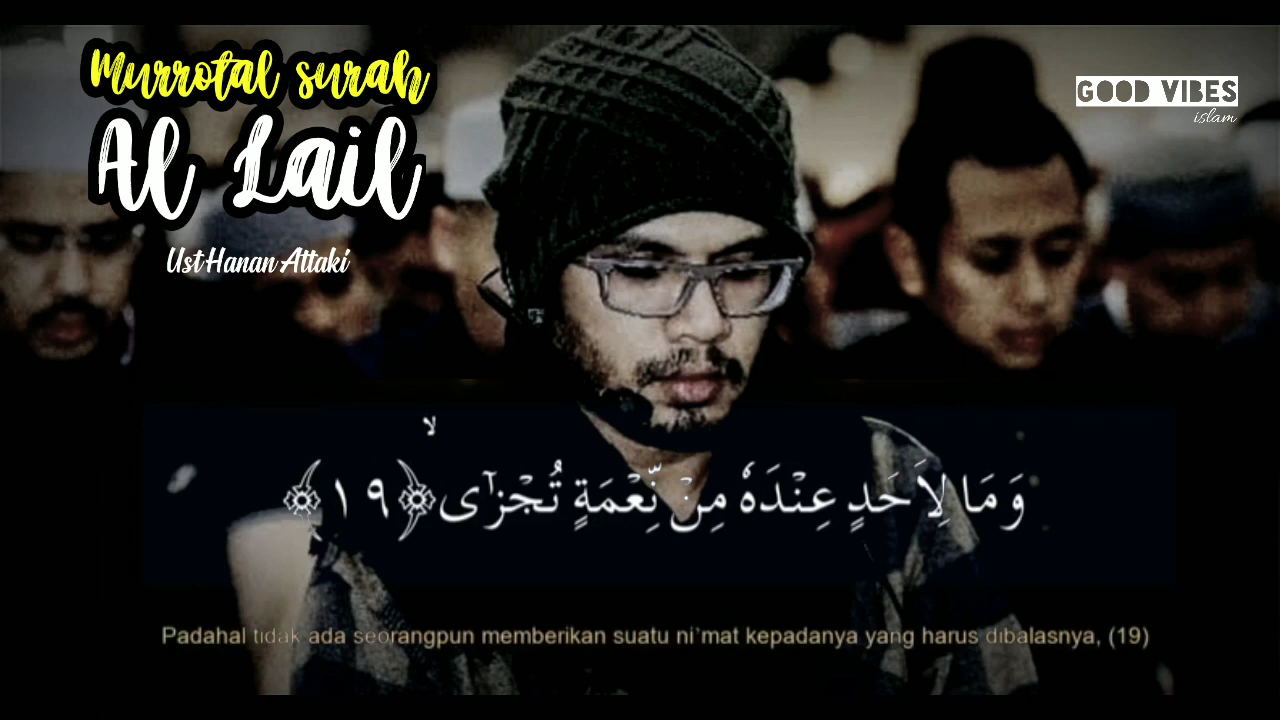 Murrotal surah
Al Lail
Ust Hanan Attaki
GOOD VIBES
islam
وَمَا لِاَحَدٍ عِنْدَهٗ مِنْ نِّعْمَةٍ تُجْزٰٓىۙ ﴿١٩﴾
Padahal tidak ada seorangpun memberikan suatu ni'mat kepadanya yang harus dibalasnya, (19)